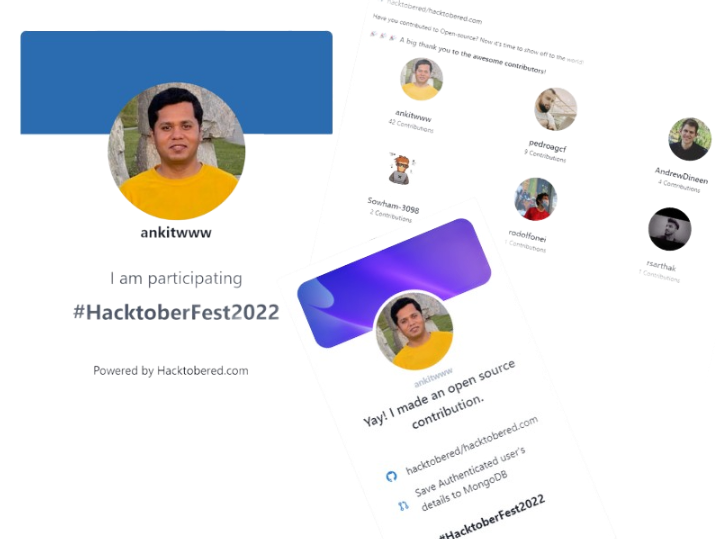 ankitwww
I am participating
#HacktoberFest2022
Powered by Hacktobered.com
hacktobered/hacktobered.com
Have you contributed to Open-source? Now it's time to show off to the world!
A big thank you to the awesome contributors!
ankitwww
42 Contributions
pedroagcf
9 Contributions
AndrewDineen
4 Contributions
Sowham-3098
2 Contributions
rodolfonei
1 Contributions
rsarthak
1 Contributions
ankitwww
Yay! I made an open source
contribution.
hacktobered/hacktobered.com
Save Authenticated user's
details to MongoDB
#HacktoberFest2022